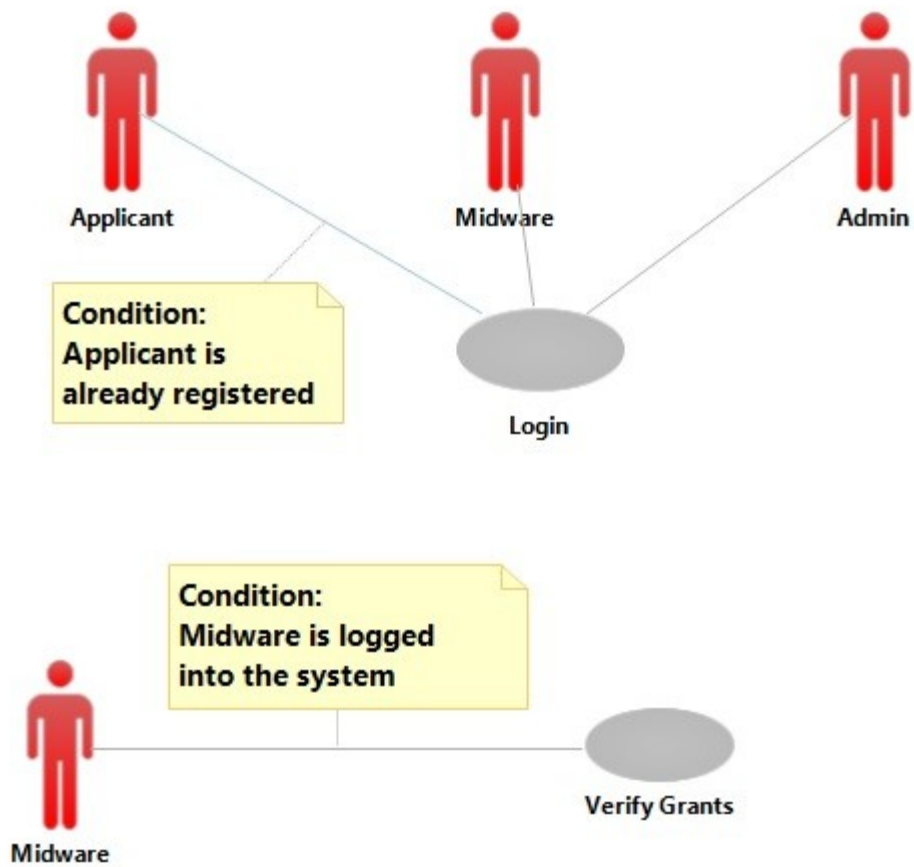 Applicant
Midware
Admin
Condition:
Applicant is
already registered
Login
Condition:
Midware is logged
into the system
Verify Grants
Midware